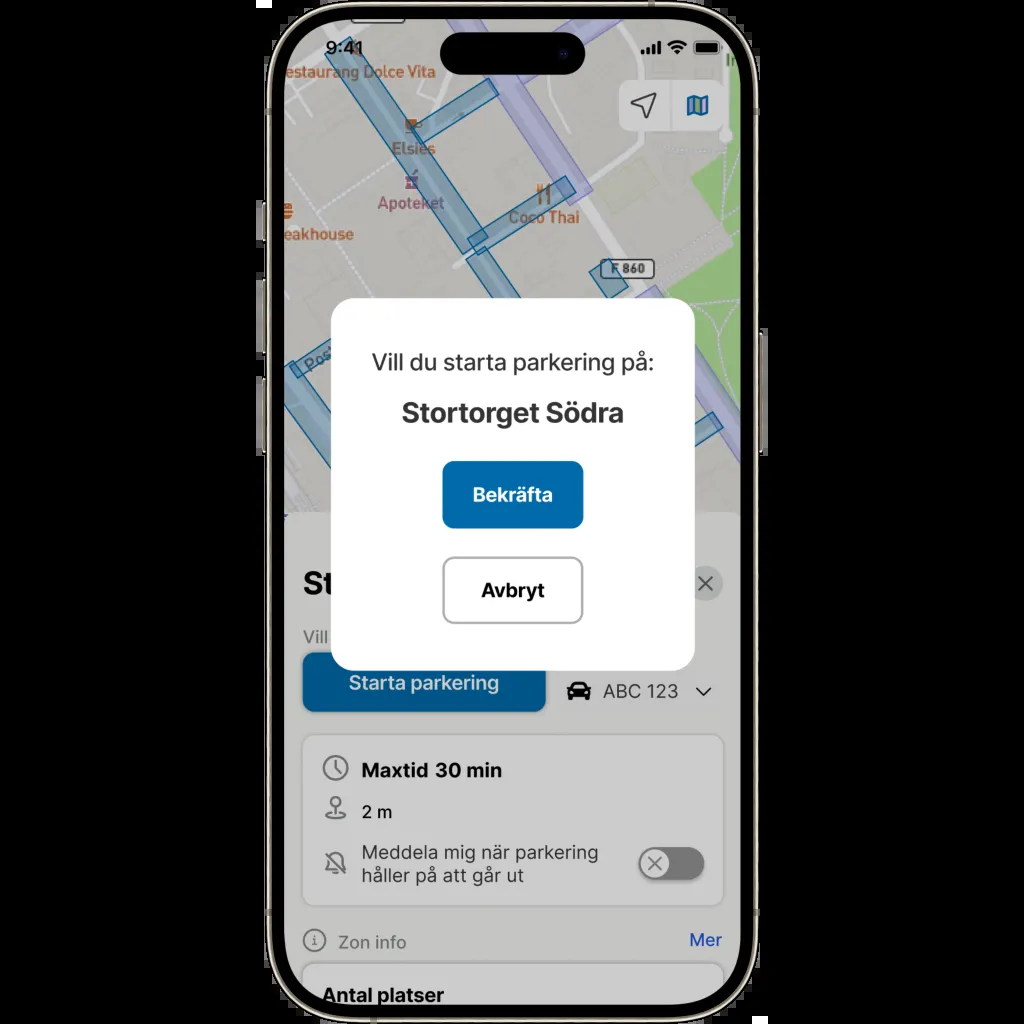 9:41
estaurang Dolce Vita
Elsies
Apoteket
Coco Thai
eakhouse
F 860
Pos
Vill du starta parkering på:
Stortorget Södra
Bekräfta
Avbryt
St
Vill
Starta parkering
ABC 123
Maxtid 30 min
2 m
Meddela mig när parkering
håller på att går ut
Zon info
Mer
Antal platser